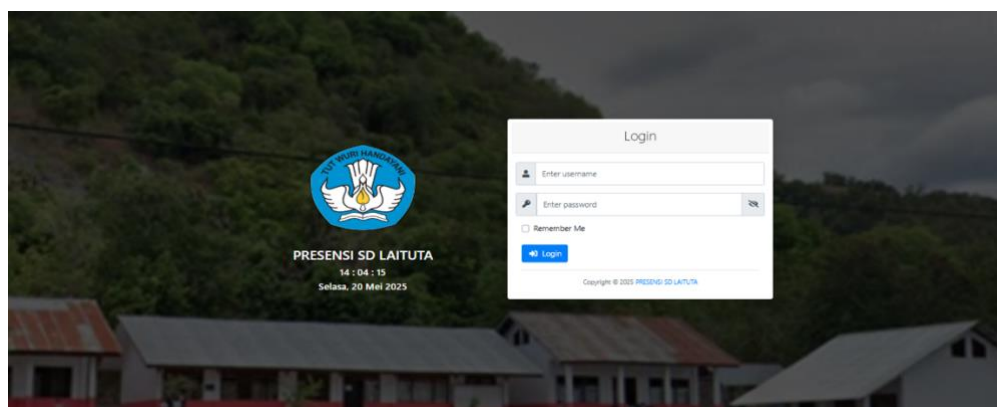 TUT WURI HANDAYANI
PRESENSI SD LAITUTA
14 : 04 : 15
Selasa, 20 Mei 2025
Login
Enter username
Enter password
Remember Me
Login
Copyright © 2025 PRESENSI SD LAITUTA